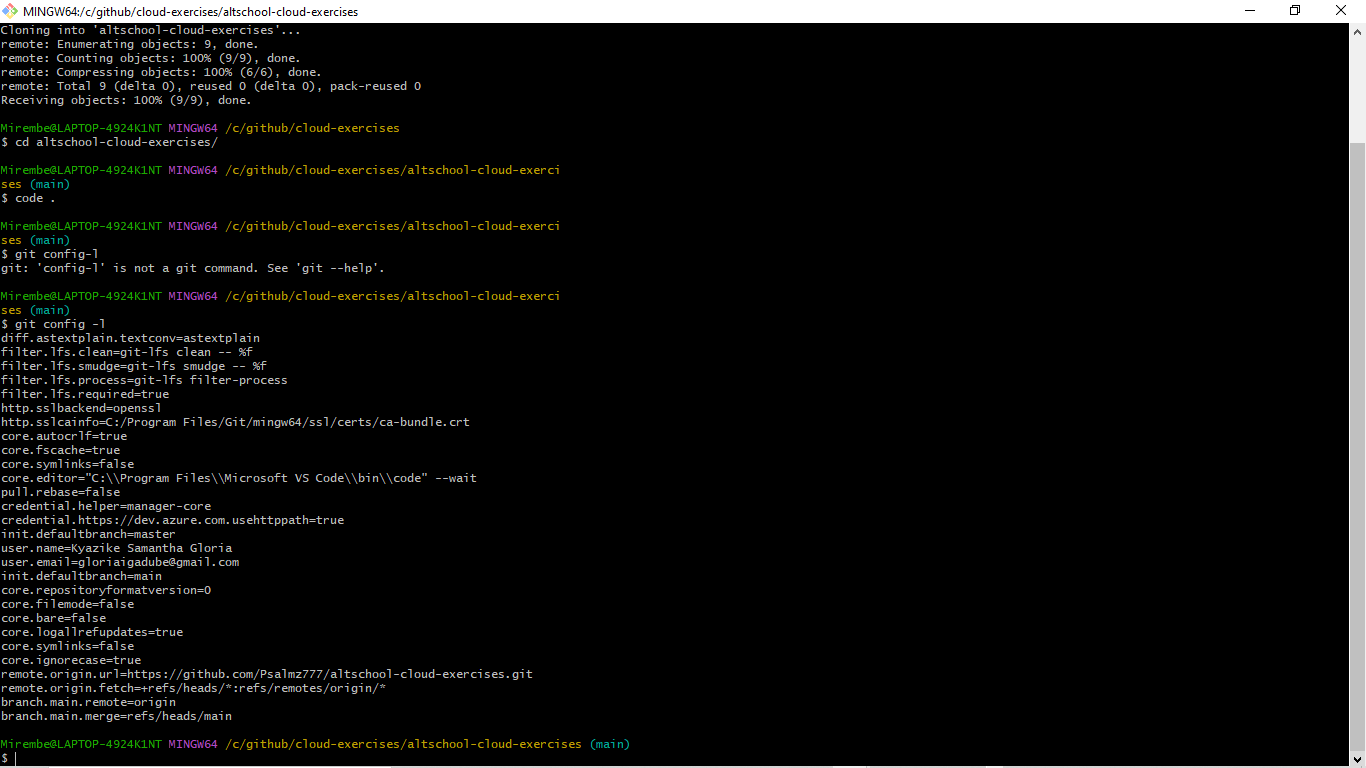 MINGW64:/c/github/cloud-exercises/altschool-cloud-exercises
Cloning into 'altschool-cloud-exercises'...
remote: Enumerating objects: 9, done.
remote: Counting objects: 100% (9/9), done.
remote: Compressing objects: 100% (6/6), done.
remote: Total 9 (delta 0), reused 0 (delta 0), pack-reused 0
Receiving objects: 100% (9/9), done.
Mirembe@LAPTOP-4924K1NT MINGW64 /c/github/cloud-exercises
$ cd altschool-cloud-exercises/
Mirembe@LAPTOP-4924K1NT MINGW64 /c/github/cloud-exercises/altschool-cloud-exerci
ses (main)
$ code .
Mirembe@LAPTOP-4924K1NT MINGW64 /c/github/cloud-exercises/altschool-cloud-exerci
ses (main)
$ git config-l
git: 'config-l' is not a git command. See 'git --help'.
Mirembe@LAPTOP-4924K1NT MINGW64 /c/github/cloud-exercises/altschool-cloud-exerci
ses (main)
$ git config -l
diff.astextplain.textconv=astextplain
filter.lfs.clean=git-lfs clean -- %f
filter.lfs.smudge=git-lfs smudge -- %f
filter.lfs.process=git-lfs filter-process
filter.lfs.required=true
http.sslbackend=openssl
http.sslcainfo=C:/Program Files/Git/mingw64/ssl/certs/ca-bundle.crt
core.autocrlf=true
core.fscache=true
core.symlinks=false
core.editor="C:\\Program Files\\Microsoft VS Code\\bin\\code" --wait
pull.rebase=false
credential.helper=manager-core
credential.https://dev.azure.com.usehttppath=true
init.defaultbranch=master
user.name=Kyazike Samantha Gloria
user.email=gloriaigadube@gmail.com
init.defaultbranch=main
core.repositoryformatversion=0
core.filemode=false
core.bare=false
core.logallrefupdates=true
core.symlinks=false
core.ignorecase=true
remote.origin.url=https://github.com/Psalmz777/altschool-cloud-exercises.git
remote.origin.fetch=+refs/heads/*:refs/remotes/origin/*
branch.main.remote=origin
branch.main.merge=refs/heads/main
Mirembe@LAPTOP-4924K1NT MINGW64 /c/github/cloud-exercises/altschool-cloud-exercises (main)
$